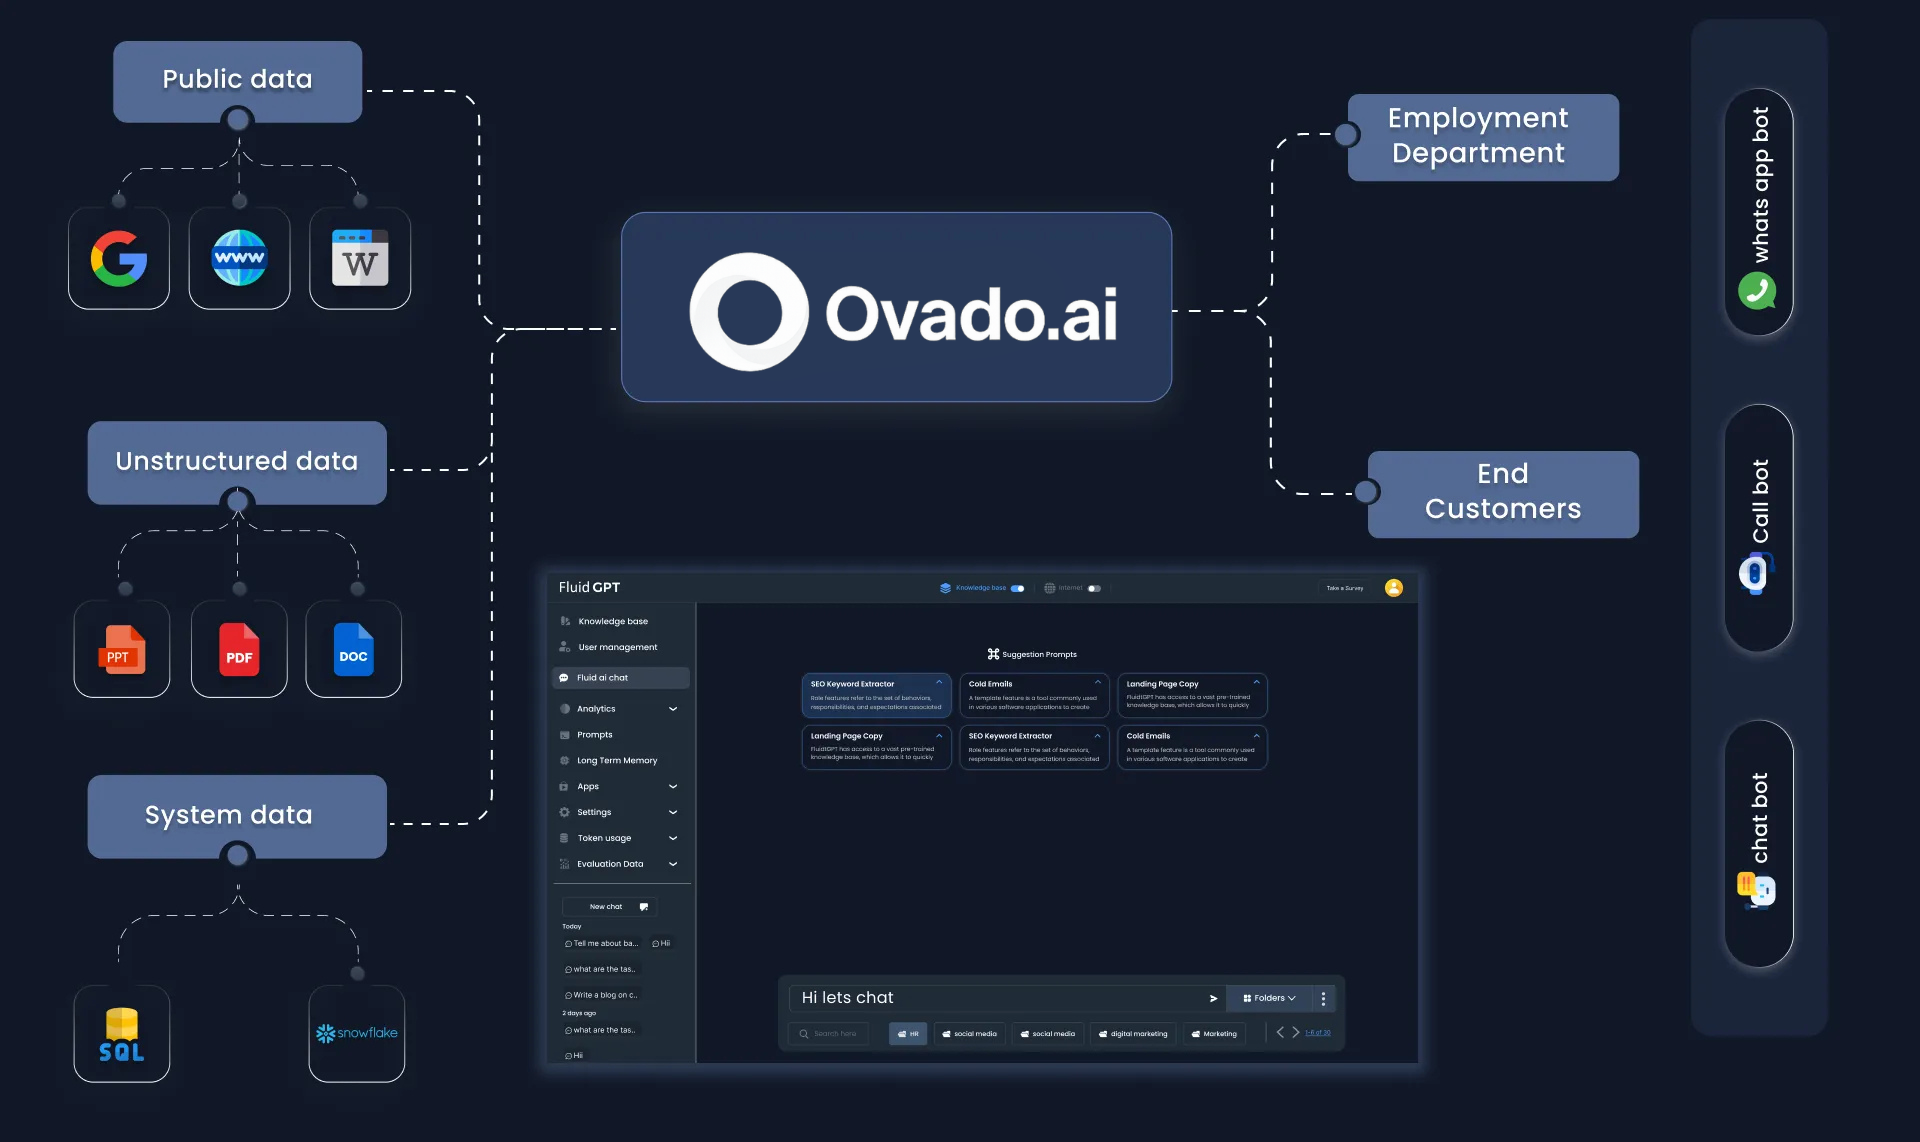 Public data
G
WWW
W
Unstructured data
PPT
PDF
DOC
System data
SQL
snowflake
Ovado.ai
Employment
Department
End
Customers
whats app bot
Call bot
chat bot
Fluid GPT
Knowledge base
Internet
Take a Survey
Knowledge base
User management
Fluid ai chat
Analytics
Prompts
Long Term Memory
Apps
Settings
Token usage
Evaluation Data
New chat
Today
Tell me about ba...
Hii
what are the tas..
Write a blog on c..
2 days ago
what are the tas..
Hii
Suggestion Prompts
SEO Keyword Extractor
Role features refer to the set of behaviors,
responsibilities, and expectations associated
Cold Emails
A template feature is a tool commonly used
in various software applications to create
Landing Page Copy
FluidtGPT has access to a vast pre-trained
knowledge base, which allows it to quickly
Landing Page Copy
FluidtGPT has access to a vast pre-trained
knowledge base, which allows it to quickly
SEO Keyword Extractor
Role features refer to the set of behaviors,
responsibilities, and expectations associated
Cold Emails
A template feature is a tool commonly used
in various software applications to create
Hi lets chat
Folders
Search here
HR
social media
social media
digital marketing
Marketing
1-6 of 20